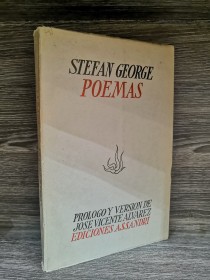 STEFAN GEORGE
POEMAS
PROLOGO Y VERSION DE
JOSE VICENTE ALVAREZ
EDICIONES ASSANDRI